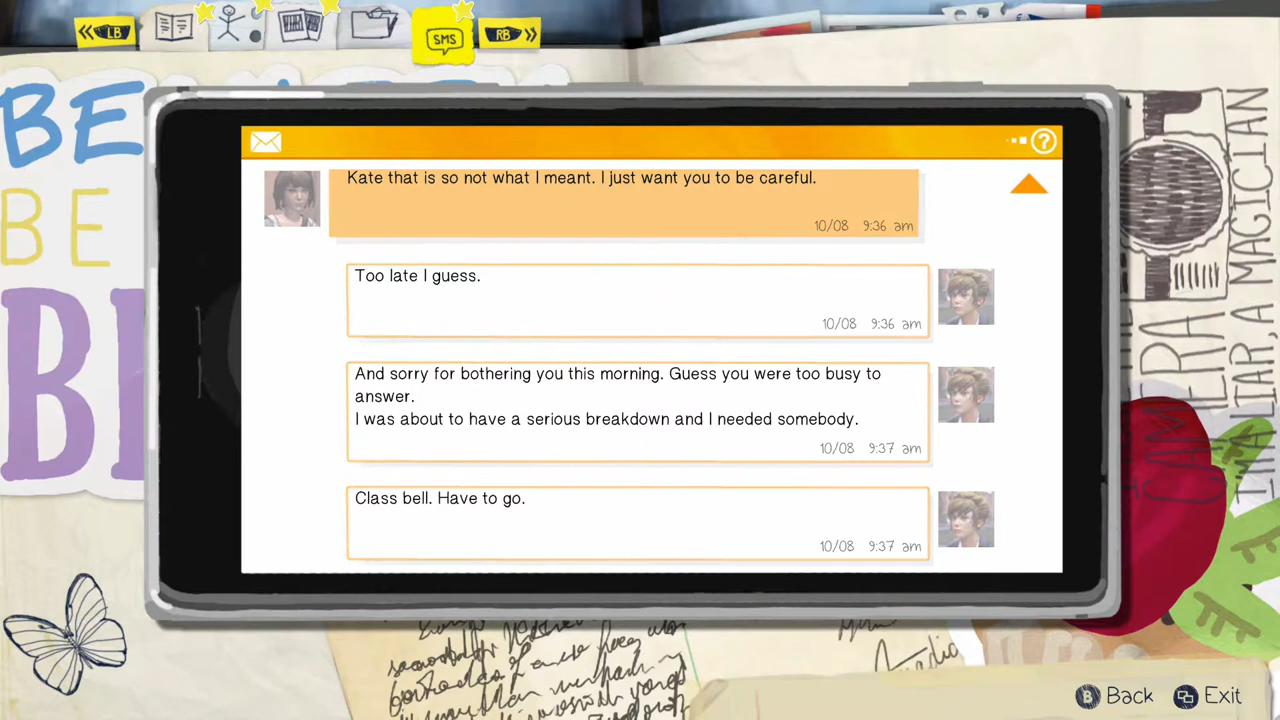 LB
SMS
RB
BE
Kate that is so not what I meant. I just want you to be careful.
10/08 9:36 am
Too late I guess.
10/08 9:36 am
And sorry for bothering you this morning. Guess you were too busy to
answer.
I was about to have a serious breakdown and I needed somebody.
10/08 9:37 am
Class bell. Have to go.
10/08 9:37 am
BE
B
CAMERA
I'M A LIAR, A MAGICIAN
B Back
Exit